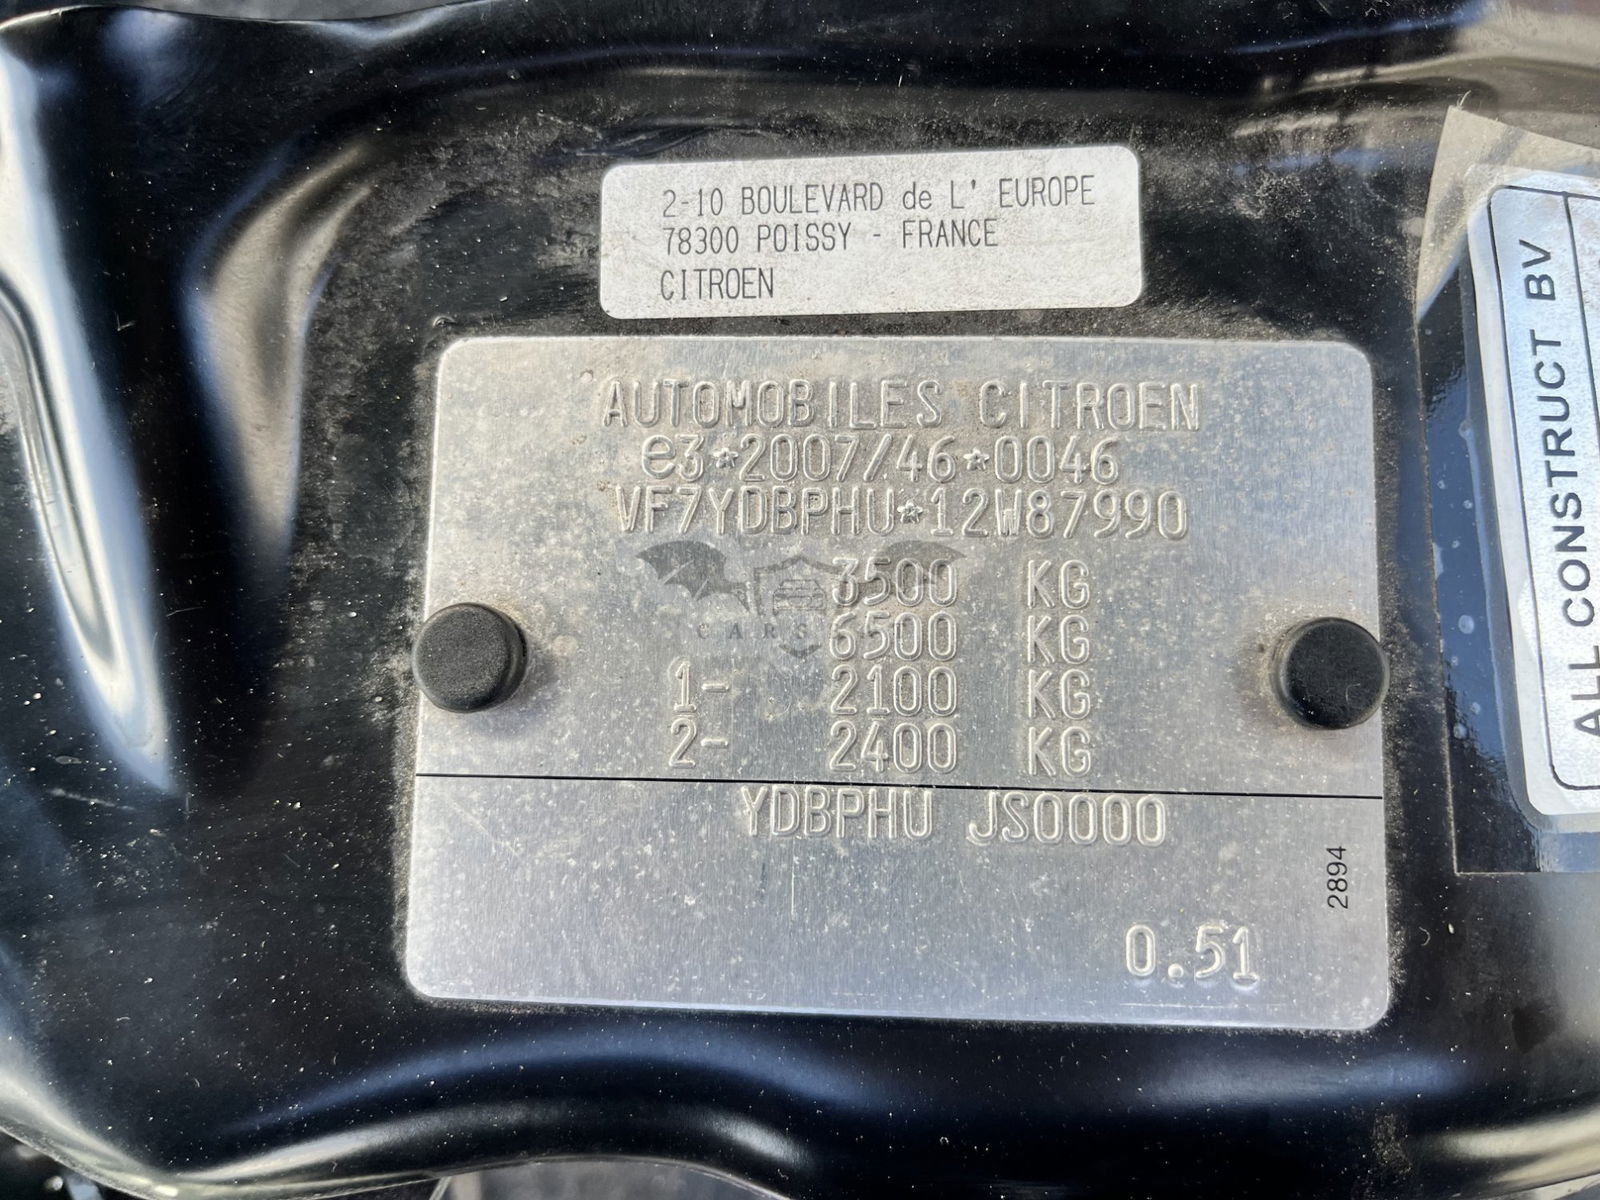 2-10 BOULEVARD de L' EUROPE
78300 POISSY - FRANCE
CITROEN
AUTOMOBILES CITROEN
e3*2007/46*0046
VF7YDBPHU*12W87990
3500 KG
6500 KG
1- 2100 KG
2- 2400 KG
YDBPHU JS0000
2894
0.51
CARS
ALL CONSTRUCT BV